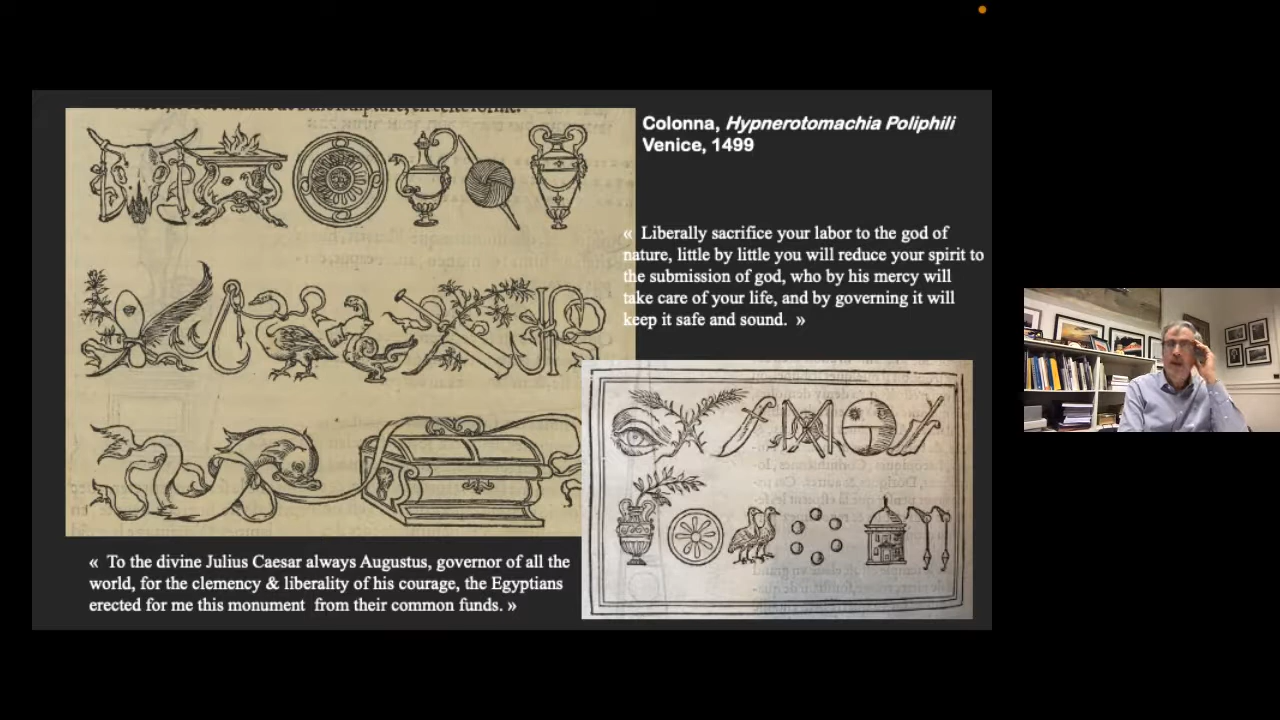 Colonna, Hypnerotomachia Poliphili
Venice, 1499
« Liberally sacrifice your labor to the god of
nature, little by little you will reduce your spirit to
the submission of god, who by his mercy will
take care of your life, and by governing it will
keep it safe and sound. »
« To the divine Julius Caesar always Augustus, governor of all the
world, for the clemency & liberality of his courage, the Egyptians
erected for me this monument from their common funds. »